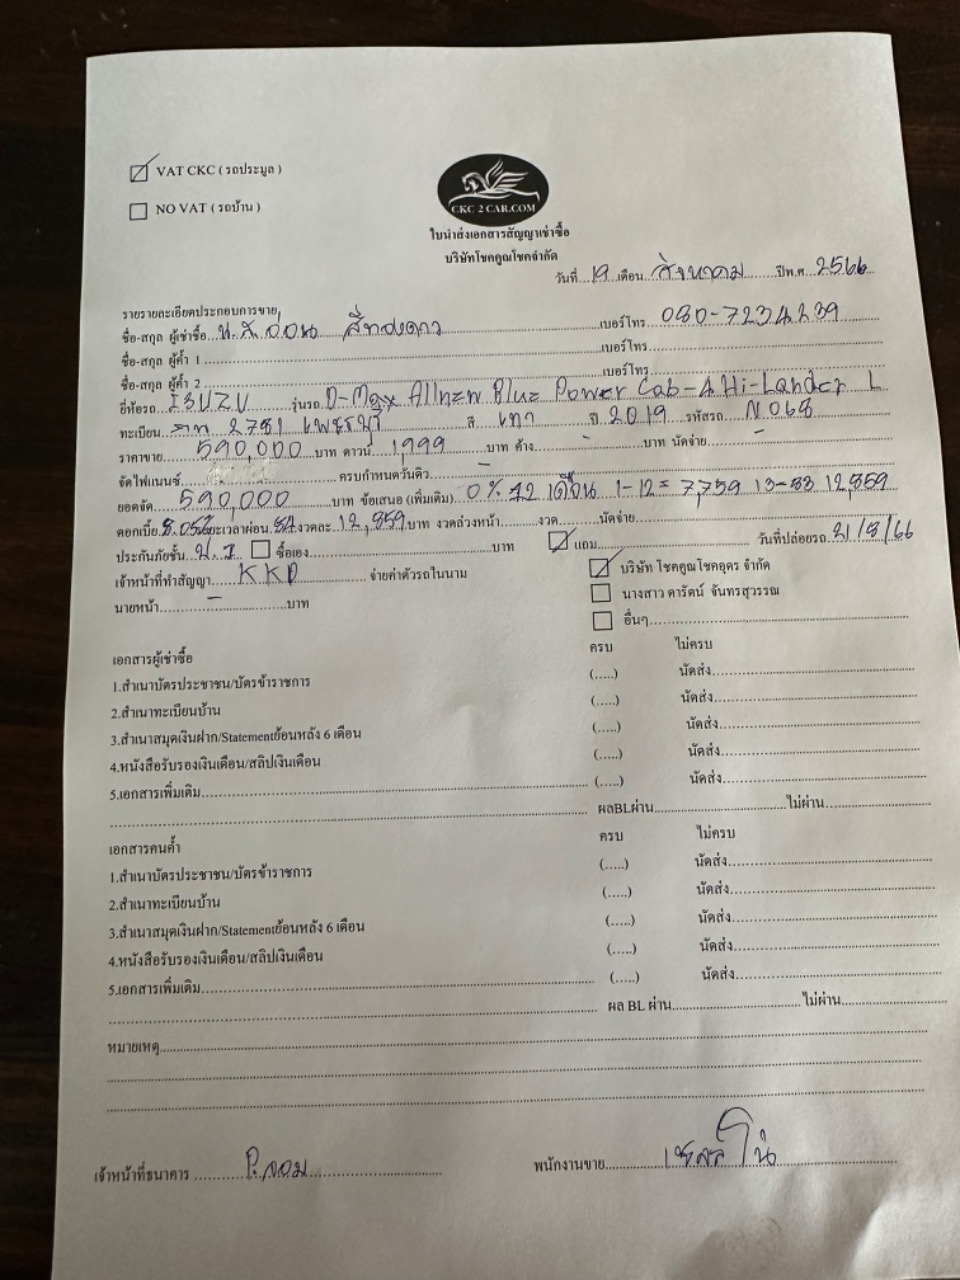 VAT CKC ( รถประมูล )
NO VAT ( รถบ้าน )
CKC 2 CAR.COM
ใบนำส่งเอกสารสัญญาเช่าซื้อ
บริษัทโชคคูณโชคจำกัด
วันที่ 19 เดือน สิงหาคม ปีพ.ศ. 2566
รายรายละเอียดประกอบการขาย
ชื่อ-สกุล ผู้เช่าซื้อ น.ส.อ่อน สีทองดาว เบอร์โทร 080-7234239
ชื่อ-สกุล ผู้ค้ำ 1 เบอร์โทร
ชื่อ-สกุล ผู้ค้ำ 2 เบอร์โทร
ยี่ห้อรถ ISUZU รุ่นรถ D-Max Allnew Blue Power Cab-4 Hi-Lander L
ทะเบียน 2781 เพชรบุรี สี เทา ปี 2019 รหัสรถ N068
ราคาขาย 590,000 บาท ดาวน์ 1,999 บาท ค้าง - บาท นัดจ่าย -
จัดไฟแนนซ์ ครบกำหนดวันคิว -
ยอดจัด 590,000 บาท ข้อเสนอ (เพิ่มเติม) 0% 12 เดือน 1-12 = 7,759 13-83 12,859
ดอกเบี้ย ระยะเวลาผ่อน 84 งวดละ 12,859 บาท งวดล่วงหน้า งวด นัดจ่าย
ประกันภัยชั้น ป.1 ซื้อเอง บาท แถม วันที่ปล่อยรถ 21/8/66
เจ้าหน้าที่ทำสัญญา KKP จ่ายค่าตัวรถในนาม บริษัท โชคคูณโชคอุดร จำกัด
นายหน้า - บาท นางสาว ดารัตน์ จันทรสุวรรณ
อื่นๆ
เอกสารผู้เช่าซื้อ ครบ ไม่ครบ
1.สำเนาบัตรประชาชน/บัตรข้าราชการ (.....) นัดส่ง
2.สำเนาทะเบียนบ้าน (.....) นัดส่ง
3.สำเนาสมุดเงินฝาก/Statementย้อนหลัง 6 เดือน (.....) นัดส่ง
4.หนังสือรับรองเงินเดือน/สลิปเงินเดือน (.....) นัดส่ง
5.เอกสารเพิ่มเติม (.....) นัดส่ง
ผลBLผ่าน ไม่ผ่าน
เอกสารคนค้ำ ครบ ไม่ครบ
1.สำเนาบัตรประชาชน/บัตรข้าราชการ (.....) นัดส่ง
2.สำเนาทะเบียนบ้าน (.....) นัดส่ง
3.สำเนาสมุดเงินฝาก/Statementย้อนหลัง 6 เดือน (.....) นัดส่ง
4.หนังสือรับรองเงินเดือน/สลิปเงินเดือน (.....) นัดส่ง
5.เอกสารเพิ่มเติม (.....) นัดส่ง
ผล BL ผ่าน ไม่ผ่าน
หมายเหตุ
เจ้าหน้าที่ธนาคาร P.จอม พนักงานขาย